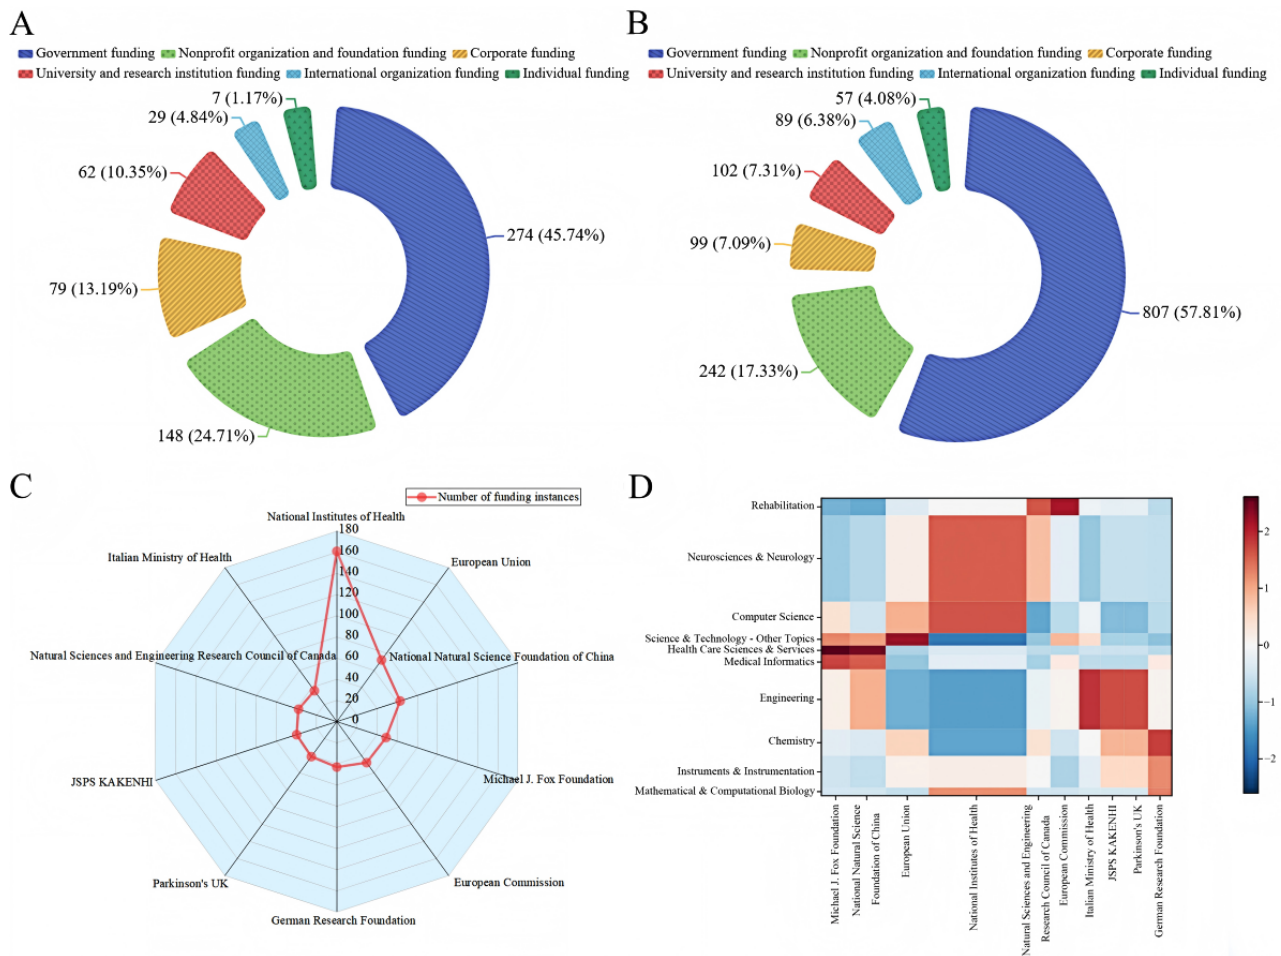 A
Government funding Nonprofit organization and foundation funding Corporate funding
University and research institution funding International organization funding Individual funding
7 (1.17%)
29 (4.84%)
62 (10.35%)
274 (45.74%)
79 (13.19%)
148 (24.71%)
B
Government funding Nonprofit organization and foundation funding Corporate funding
University and research institution funding International organization funding Individual funding
57 (4.08%)
89 (6.38%)
102 (7.31%)
99 (7.09%)
807 (57.81%)
242 (17.33%)
C
Number of funding instances
National Institutes of Health
180
160
140
120
100
80
60
40
20
0
Italian Ministry of Health
European Union
Natural Sciences and Engineering Research Council of Canada
National Natural Science Foundation of China
JSPS KAKENHI
Michael J. Fox Foundation
Parkinson's UK
European Commission
German Research Foundation
D
Rehabilitation
Neurosciences & Neurology
Computer Science
Science & Technology - Other Topics
Health Care Sciences & Services
Medical Informatics
Engineering
Chemistry
Instruments & Instrumentation
Mathematical & Computational Biology
Michael J. Fox Foundation
National Natural Science
Foundation of China
European Union
National Institutes of Health
Natural Sciences and Engineering
Research Council of Canada
European Commission
Italian Ministry of Health
JSPS KAKENHI
Parkinson's UK
German Research Foundation
2
1
0
−1
−2